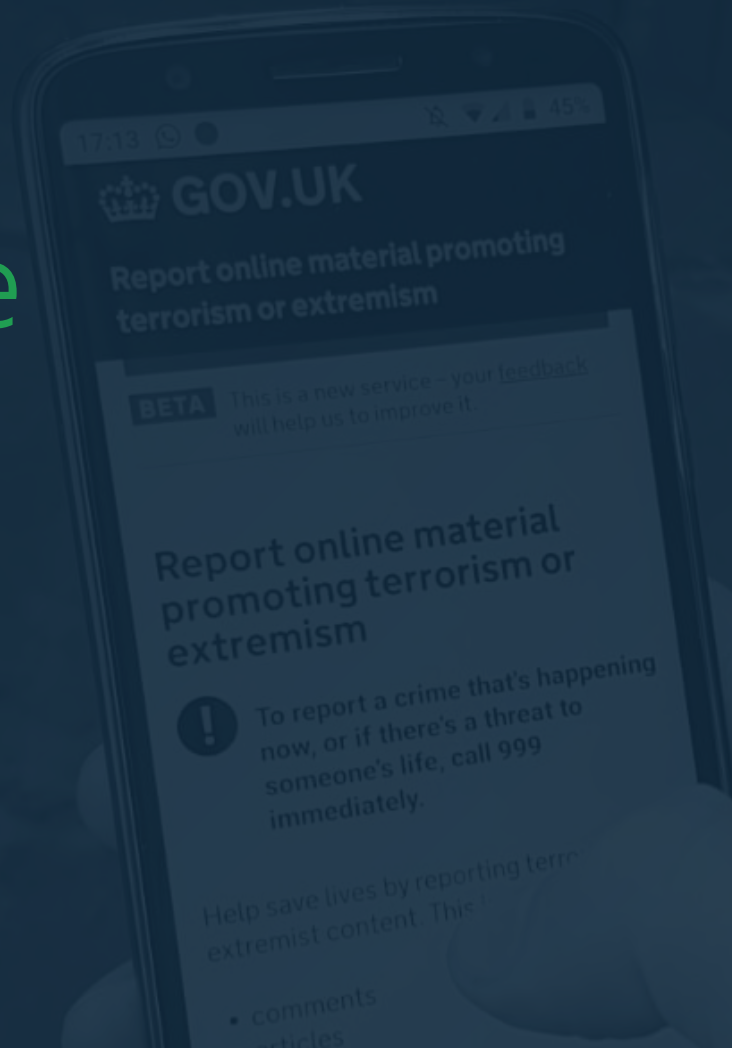 e
17:13 45%
GOV.UK
Report online material promoting
terrorism or extremism
BETA This is a new service – your feedback
will help us to improve it.
Report online material
promoting terrorism or
extremism
! To report a crime that's happening
now, or if there's a threat to
someone's life, call 999
immediately.
Help save lives by reporting
extremist content. This
• comments
articles